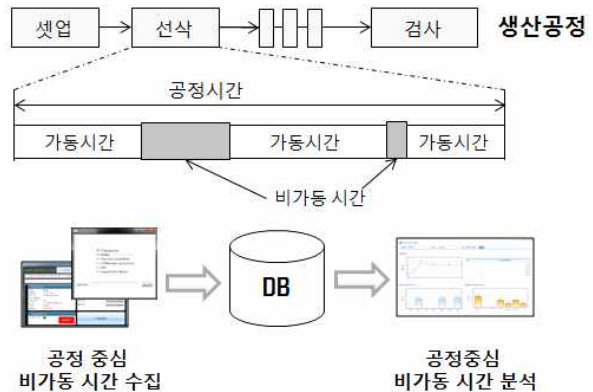 셋업
선삭
검사
생산공정
공정시간
가동시간
가동시간
가동시간
비가동 시간
DB
공정 중심
비가동 시간 수집
공정중심
비가동 시간 분석